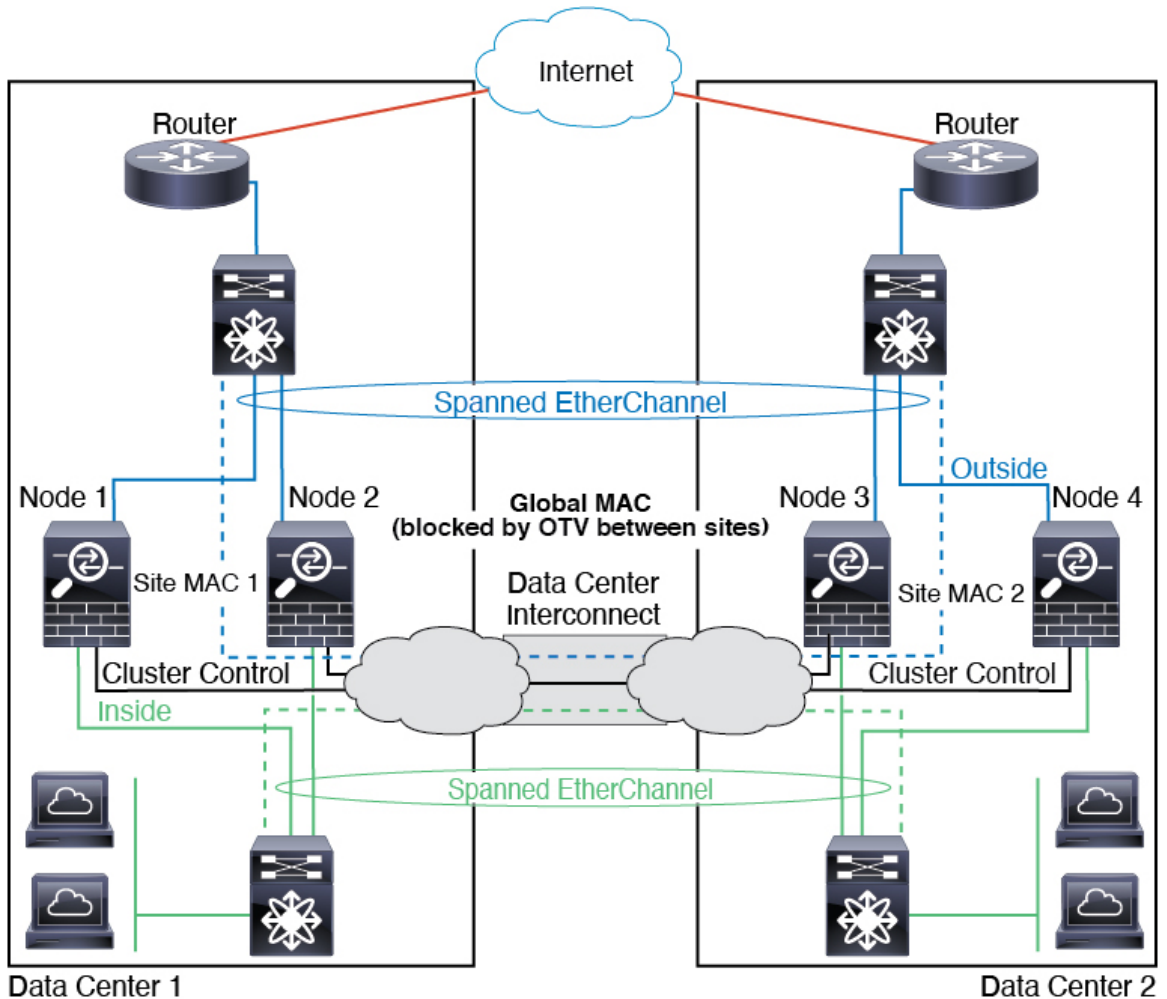 Internet
Router
Router
Spanned EtherChannel
Outside
Node 1
Node 2
Global MAC
(blocked by OTV between sites)
Node 3
Node 4
Site MAC 1
Data Center
Interconnect
Site MAC 2
Cluster Control
Cluster Control
Inside
Spanned EtherChannel
Data Center 1
Data Center 2